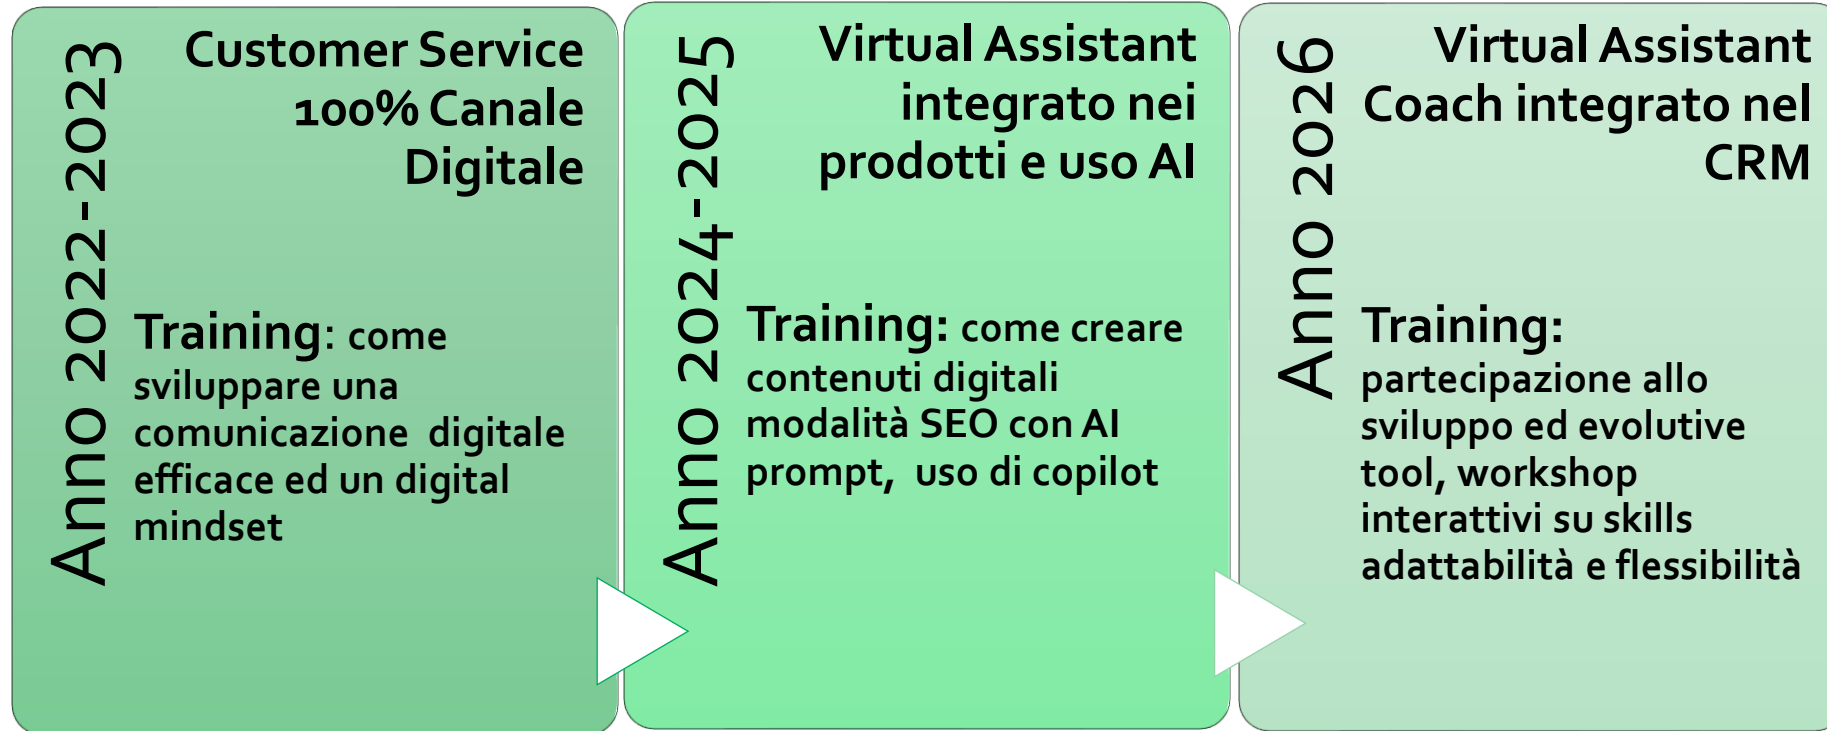 Anno 2022-2023
Customer Service
100% Canale
Digitale
Training: come
sviluppare una
comunicazione digitale
efficace ed un digital
mindset
Anno 2024-2025
Virtual Assistant
integrato nei
prodotti e uso AI
Training: come creare
contenuti digitali
modalità SEO con AI
prompt, uso di copilot
Anno 2026
Virtual Assistant
Coach integrato nel
CRM
Training:
partecipazione allo
sviluppo ed evolutive
tool, workshop
interattivi su skills
adattabilità e flessibilità